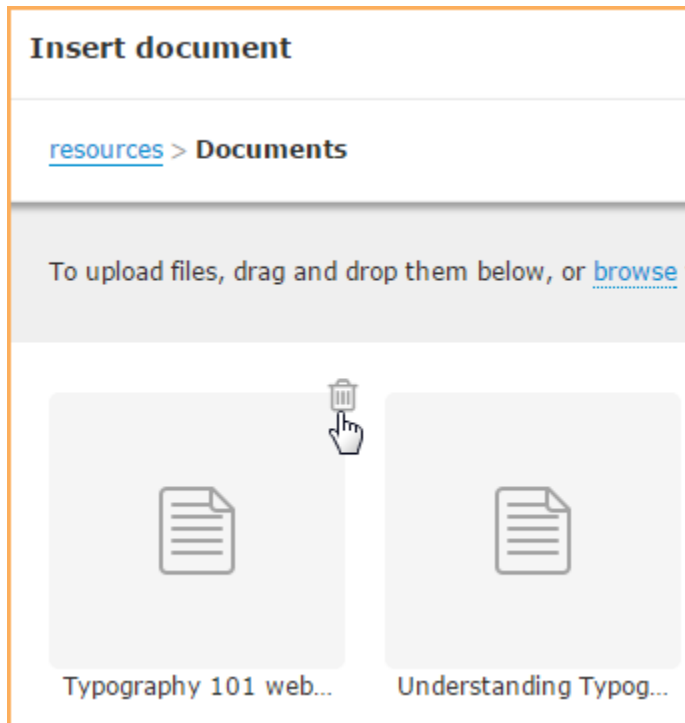 Insert document
resources > Documents
To upload files, drag and drop them below, or browse
Typography 101 web...
Understanding Typog...